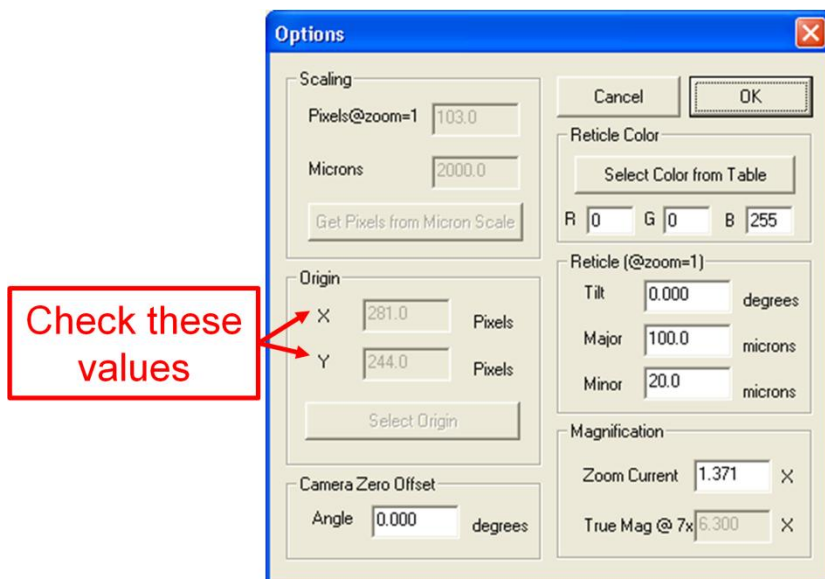 Options
Scaling
Pixels@zoom=1 103.0
Microns 2000.0
Get Pixels from Micron Scale
Origin
X 281.0 Pixels
Y 244.0 Pixels
Select Origin
Camera Zero Offset
Angle 0.000 degrees
Cancel OK
Reticle Color
Select Color from Table
R 0 G 0 B 255
Reticle (@zoom=1)
Tilt 0.000 degrees
Major 100.0 microns
Minor 20.0 microns
Magnification
Zoom Current 1.371 X
True Mag @ 7x 6.300 X
Check these
values